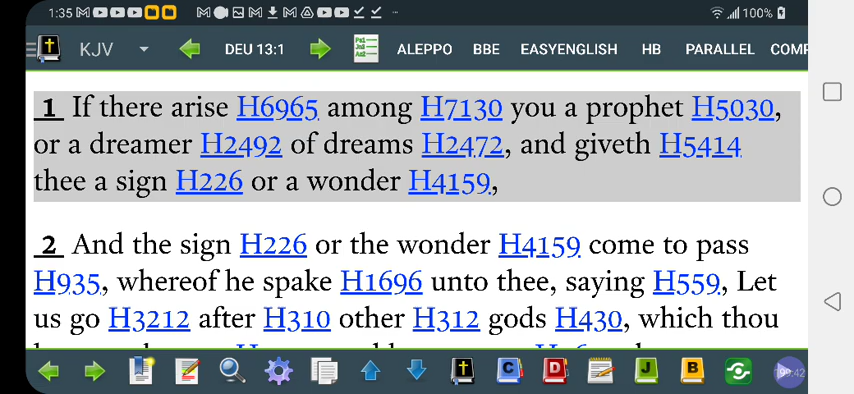 1:35 100%
KJV DEU 13:1 ALEPPO BBE EASYENGLISH HB PARALLEL
1 If there arise H6965 among H7130 you a prophet H5030,
or a dreamer H2492 of dreams H2472, and giveth H5414
thee a sign H226 or a wonder H4159,
2 And the sign H226 or the wonder H4159 come to pass
H935, whereof he spake H1696 unto thee, saying H559, Let
us go H3212 after H310 other H312 gods H430, which thou
C D J B